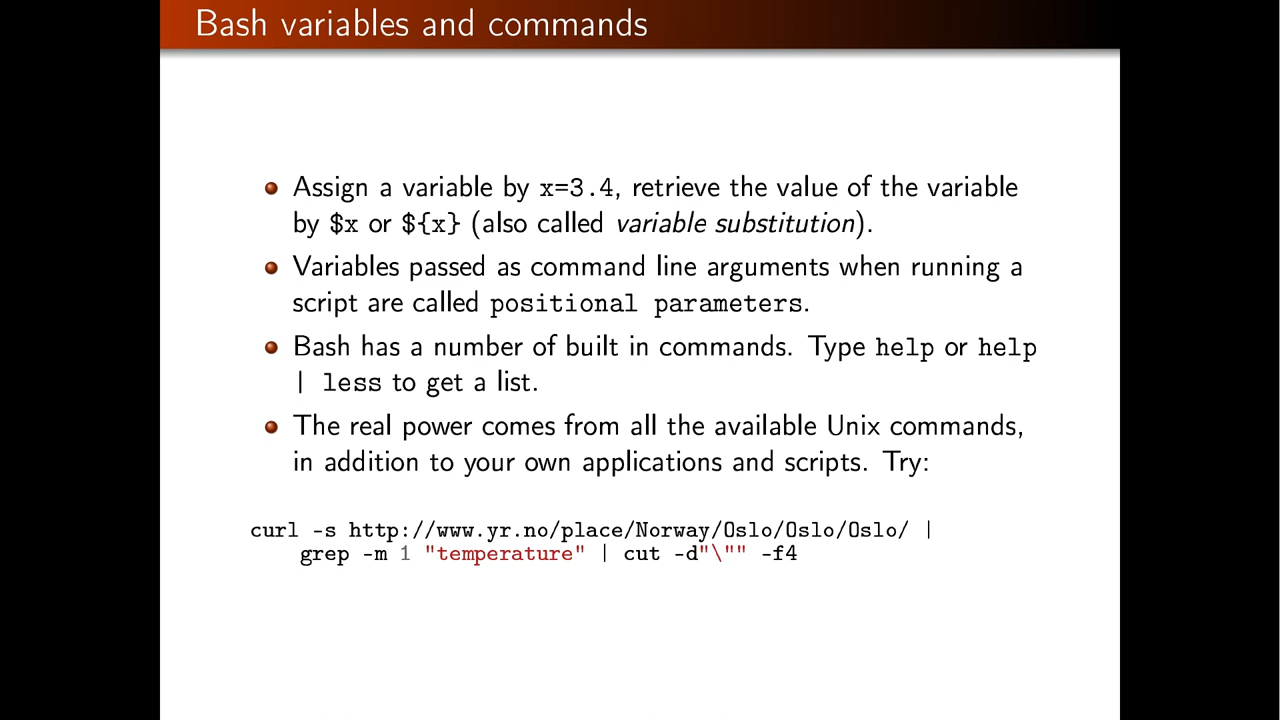 Bash variables and commands
Assign a variable by x=3.4, retrieve the value of the variable
by $x or ${x} (also called variable substitution).
Variables passed as command line arguments when running a
script are called positional parameters.
Bash has a number of built in commands. Type help or help
| less to get a list.
The real power comes from all the available Unix commands,
in addition to your own applications and scripts. Try:
curl -s http://www.yr.no/place/Norway/Oslo/Oslo/Oslo/ |
grep -m 1 "temperature" | cut -d"\"" -f4